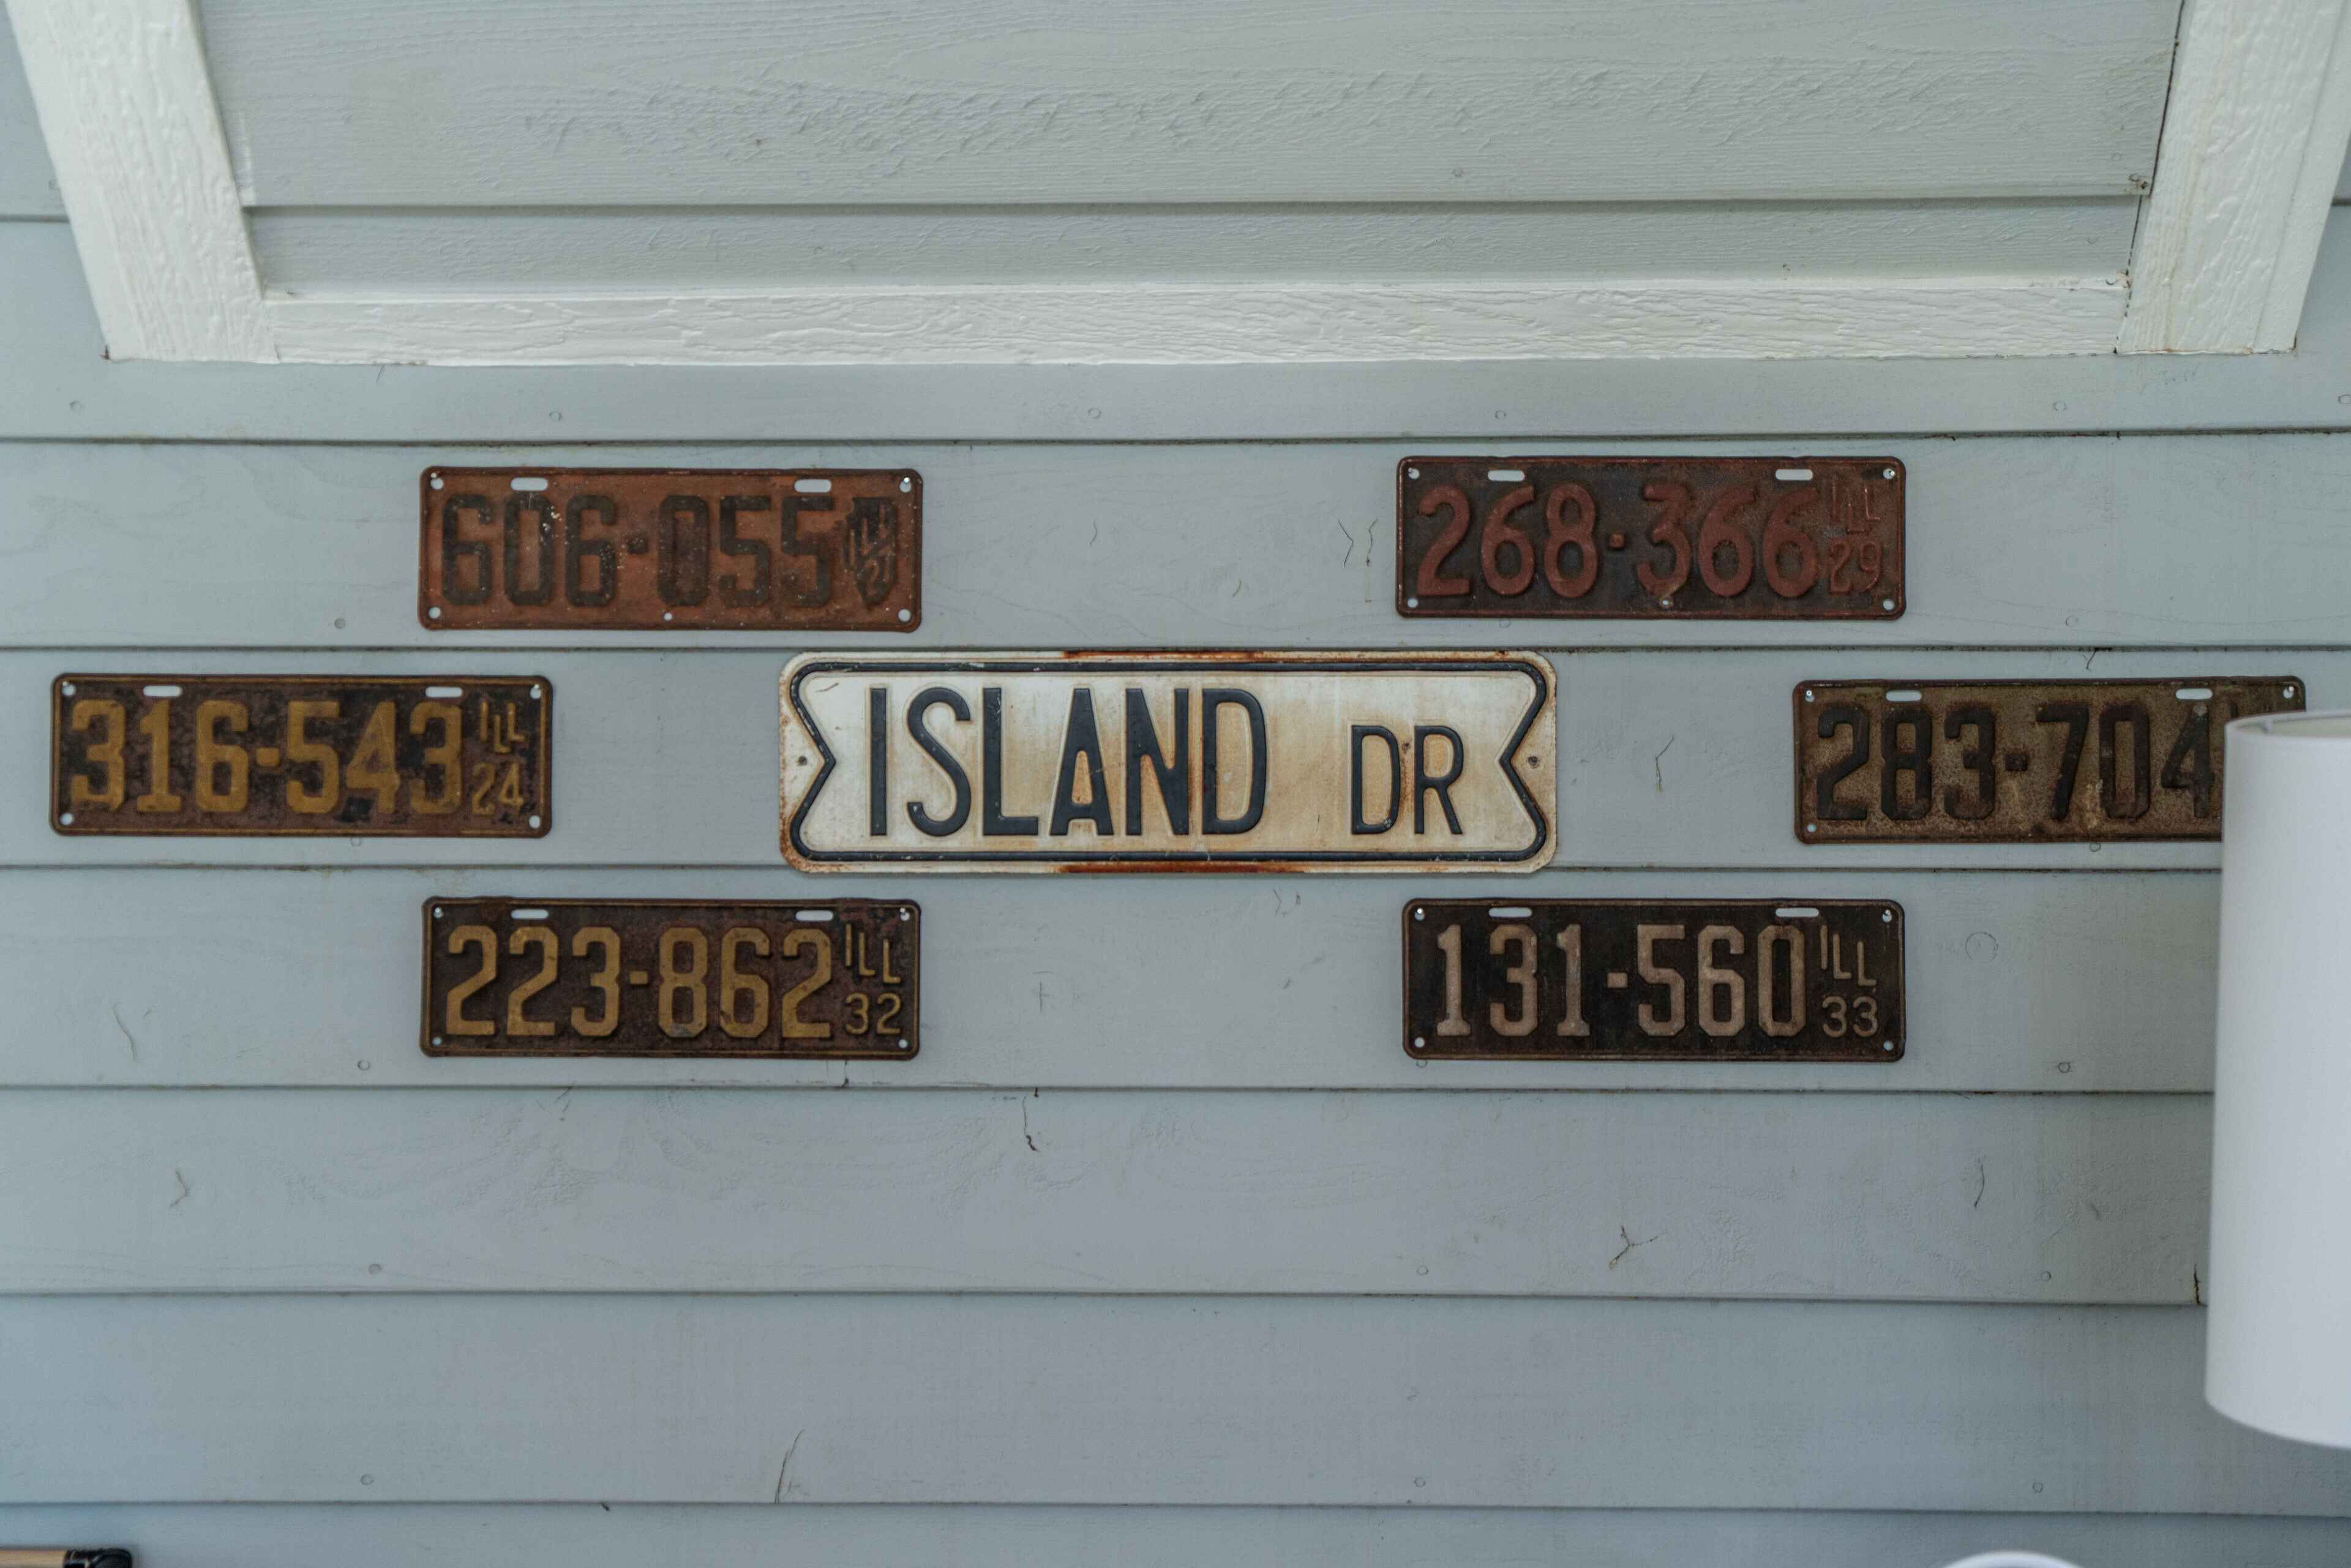 606·055
268·366 ILL 29
316·543 ILL 24
ISLAND DR
283·704
223·862 ILL 32
131·560 ILL 33